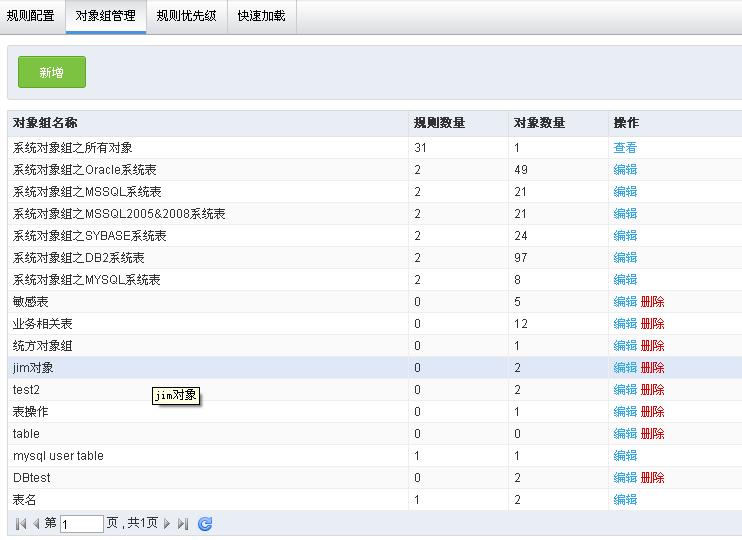 规则配置 对象组管理 规则优先级 快速加载
新增
对象组名称 规则数量 对象数量 操作
系统对象组之所有对象 31 1 查看
系统对象组之Oracle系统表 2 49 编辑
系统对象组之MSSQL系统表 2 21 编辑
系统对象组之MSSQL2005&2008系统表 2 21 编辑
系统对象组之SYBASE系统表 2 24 编辑
系统对象组之DB2系统表 2 97 编辑
系统对象组之MYSQL系统表 2 8 编辑
敏感表 0 5 编辑 删除
业务相关表 0 12 编辑 删除
统方对象组 0 1 编辑 删除
jim对象 0 2 编辑 删除
test2 0 2 编辑 删除
jim对象
表操作 0 1 编辑 删除
table 0 0 编辑 删除
mysql user table 1 1 编辑
DBtest 0 2 编辑 删除
表名 1 2 编辑
第 1 页 , 共1页